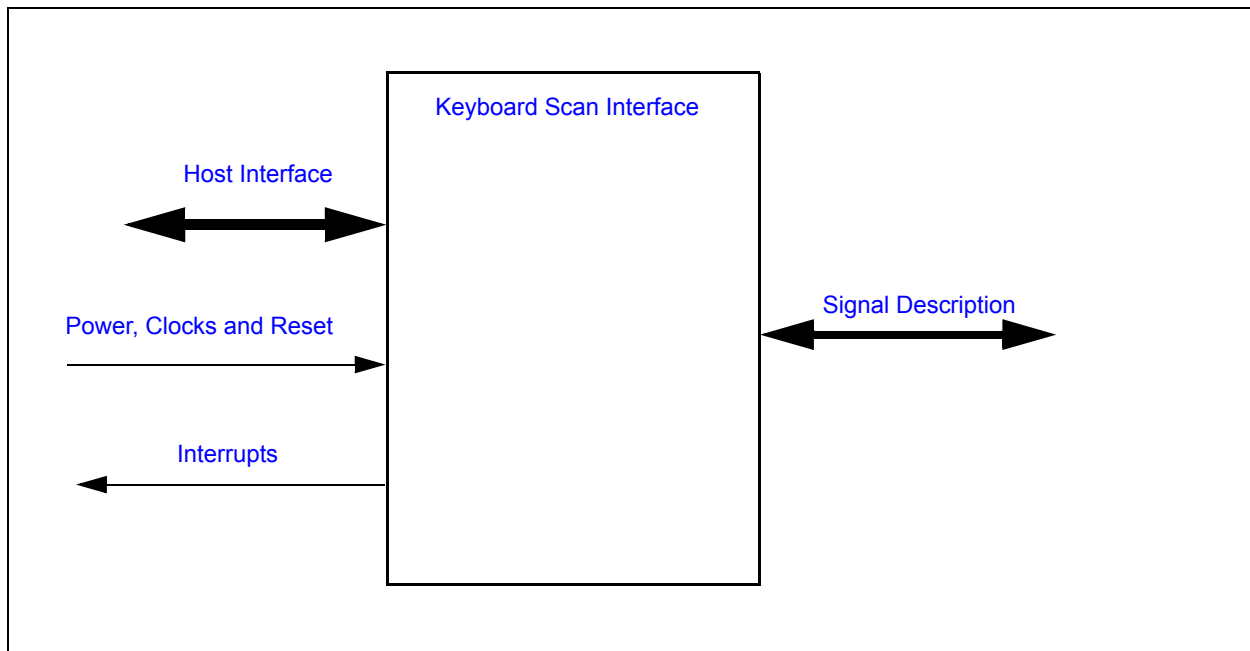 Keyboard Scan Interface
Host Interface
Signal Description
Power, Clocks and Reset
Interrupts